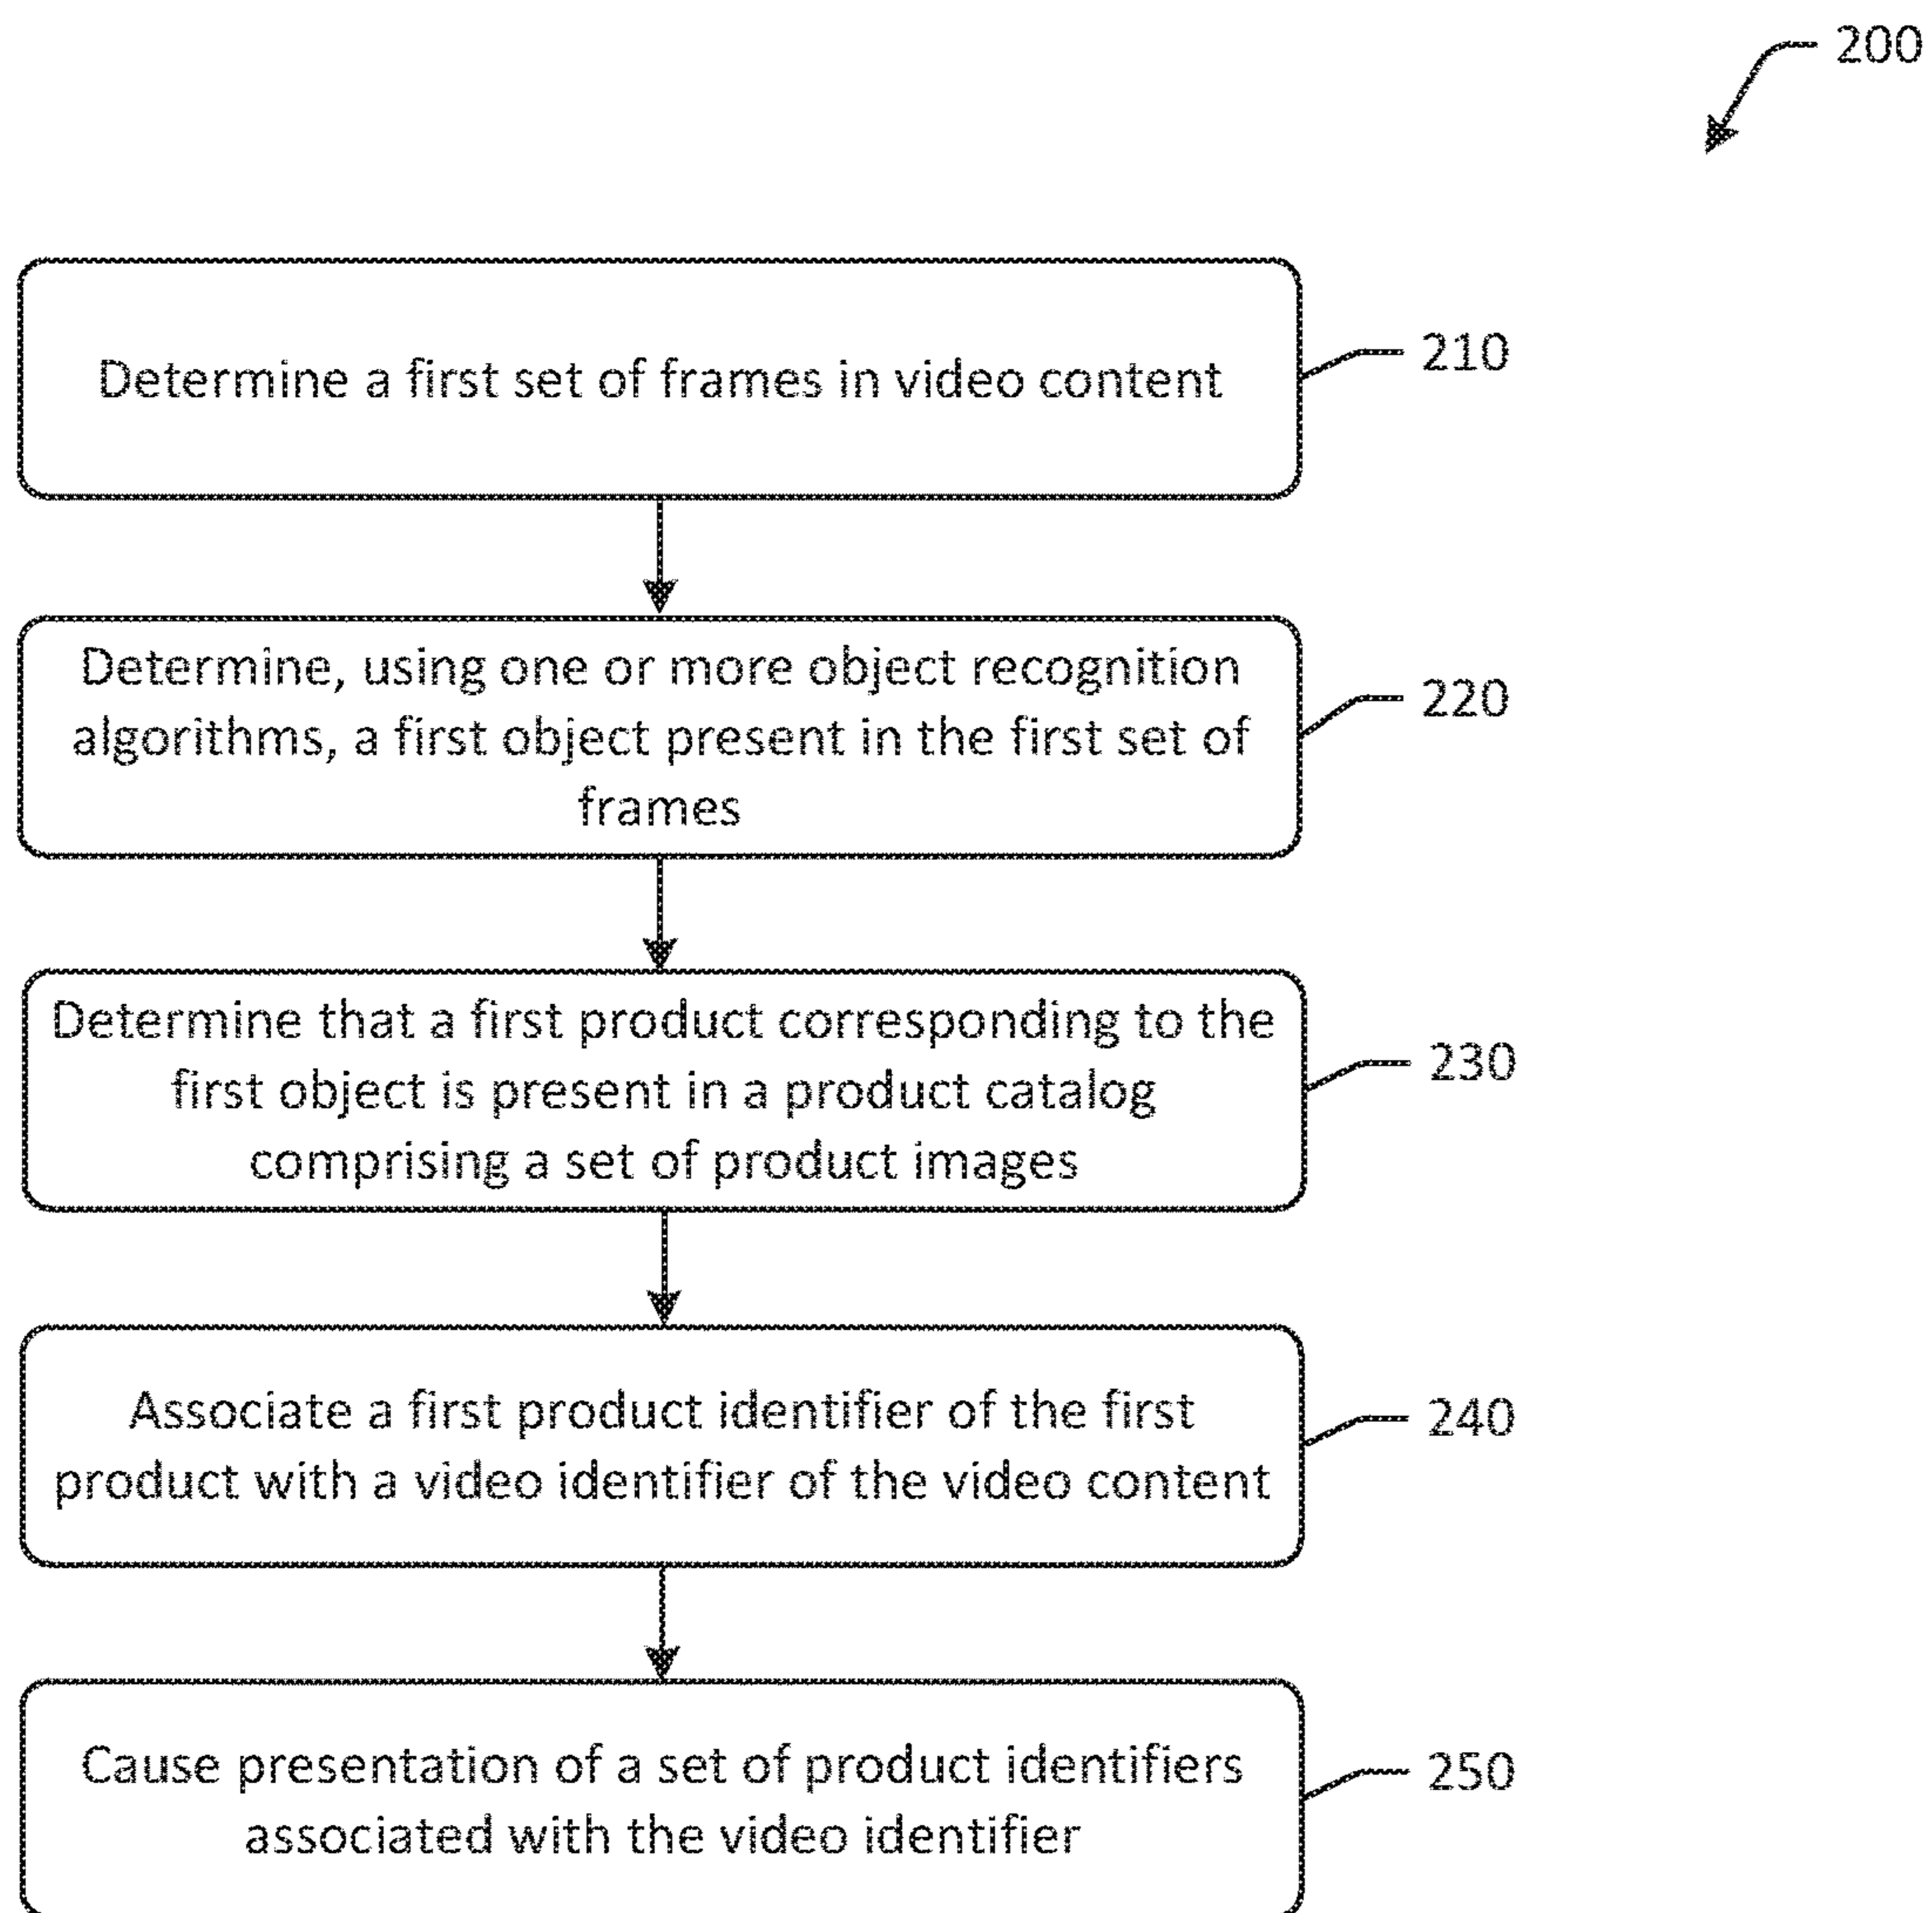 200
Determine a first set of frames in video content
210
Determine, using one or more object recognition
algorithms, a first object present in the first set of
frames
220
Determine that a first product corresponding to the
first object is present in a product catalog
comprising a set of product images
230
Associate a first product identifier of the first
product with a video identifier of the video content
240
Cause presentation of a set of product identifiers
associated with the video identifier
250